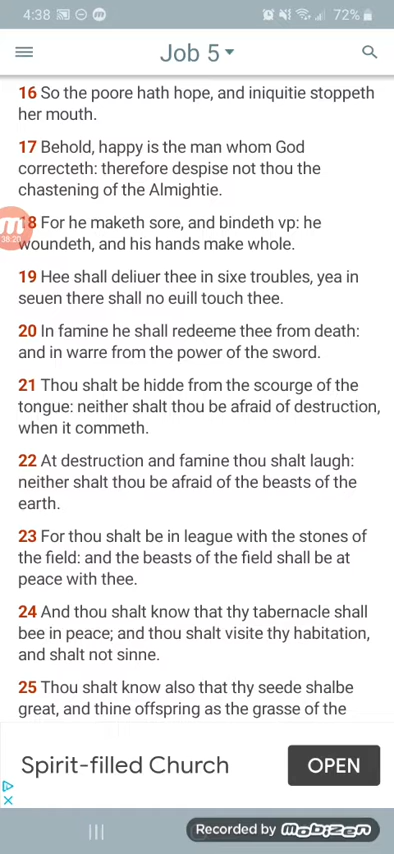 4:38 72%
Job 5
16 So the poore hath hope, and iniquitie stoppeth
her mouth.
17 Behold, happy is the man whom God
correcteth: therefore despise not thou the
chastening of the Almightie.
18 For he maketh sore, and bindeth vp: he
woundeth, and his hands make whole.
38:20
19 Hee shall deliuer thee in sixe troubles, yea in
seuen there shall no euill touch thee.
20 In famine he shall redeeme thee from death:
and in warre from the power of the sword.
21 Thou shalt be hidde from the scourge of the
tongue: neither shalt thou be afraid of destruction,
when it commeth.
22 At destruction and famine thou shalt laugh:
neither shalt thou be afraid of the beasts of the
earth.
23 For thou shalt be in league with the stones of
the field: and the beasts of the field shall be at
peace with thee.
24 And thou shalt know that thy tabernacle shall
bee in peace; and thou shalt visite thy habitation,
and shalt not sinne.
25 Thou shalt know also that thy seede shalbe
great, and thine offspring as the grasse of the
Spirit-filled Church OPEN
Recorded by Mobizen